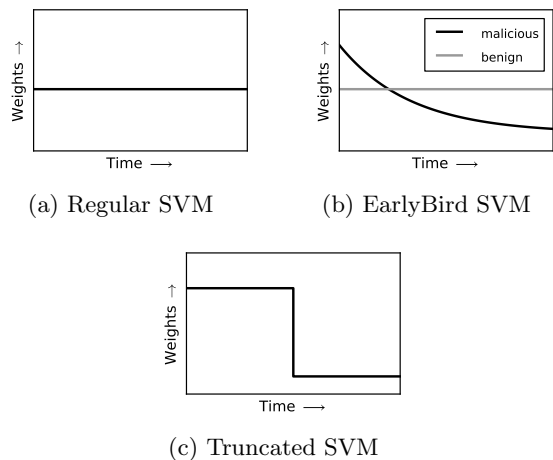 Weights →
Time →
(a) Regular SVM
Weights →
malicious
benign
Time →
(b) EarlyBird SVM
Weights →
Time →
(c) Truncated SVM